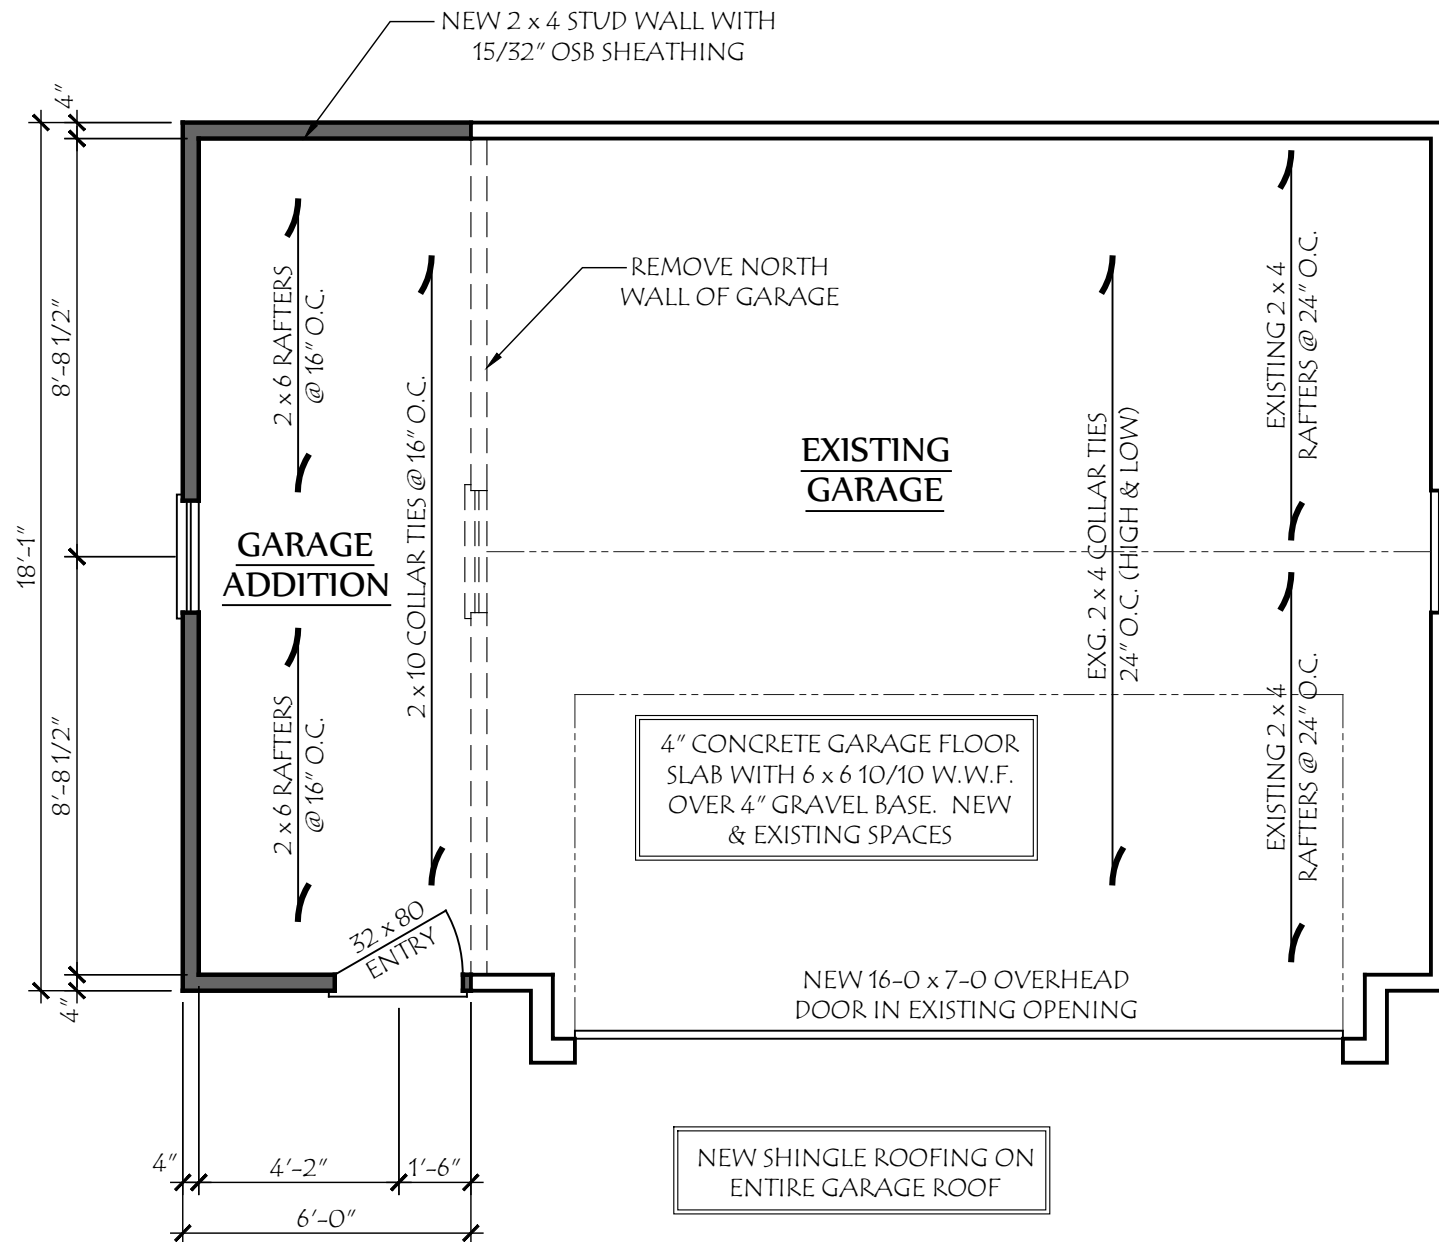 NEW 2 x 4 STUD WALL WITH
15/32" OSB SHEATHING
4"
18'-1"
8'-8 1/2"
8'-8 1/2"
4"
2 x 6 RAFTERS
@ 16" O.C.
2 x 6 RAFTERS
@ 16" O.C.
2 x 10 COLLAR TIES @ 16" O.C.
GARAGE
ADDITION
REMOVE NORTH
WALL OF GARAGE
EXISTING
GARAGE
EXG. 2 x 4 COLLAR TIES
24" O.C. (HIGH & LOW)
EXISTING 2 x 4
RAFTERS @ 24" O.C.
EXISTING 2 x 4
RAFTERS @ 24" O.C.
4" CONCRETE GARAGE FLOOR
SLAB WITH 6 x 6 10/10 W.W.F.
OVER 4" GRAVEL BASE. NEW
& EXISTING SPACES
32 x 80
ENTRY
NEW 16-0 x 7-0 OVERHEAD
DOOR IN EXISTING OPENING
4"
4'-2"
1'-6"
6'-0"
NEW SHINGLE ROOFING ON
ENTIRE GARAGE ROOF